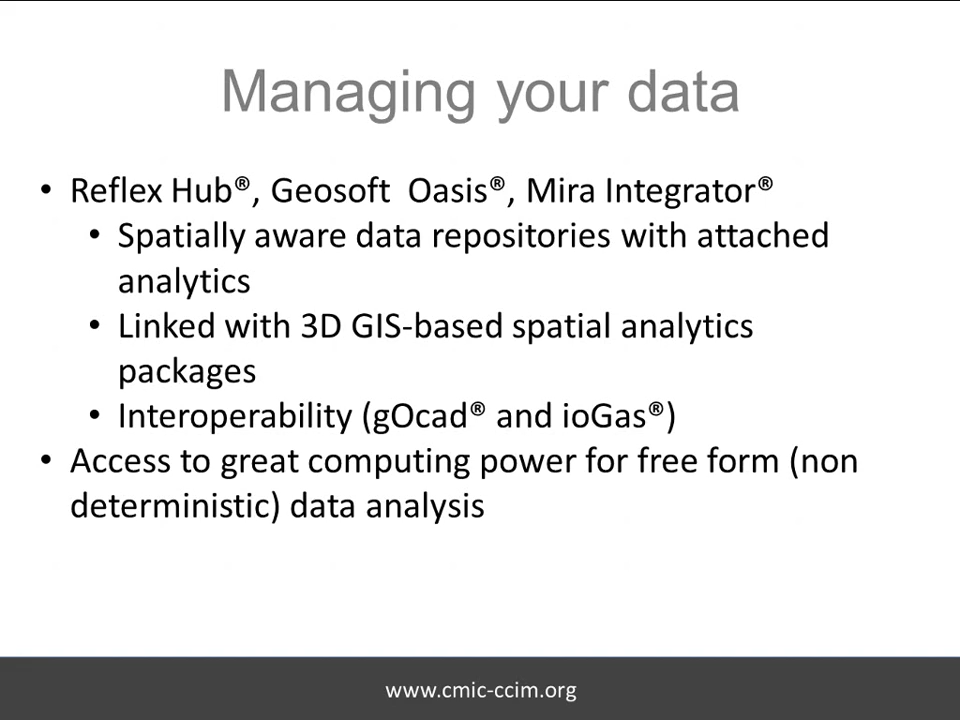 Managing your data
• Reflex Hub®, Geosoft  Oasis®, Mira Integrator®
• Spatially aware data repositories with attached
analytics
• Linked with 3D GIS-based spatial analytics
packages
• Interoperability (gOcad® and ioGas®)
• Access to great computing power for free form (non
deterministic) data analysis
www.cmic-ccim.org